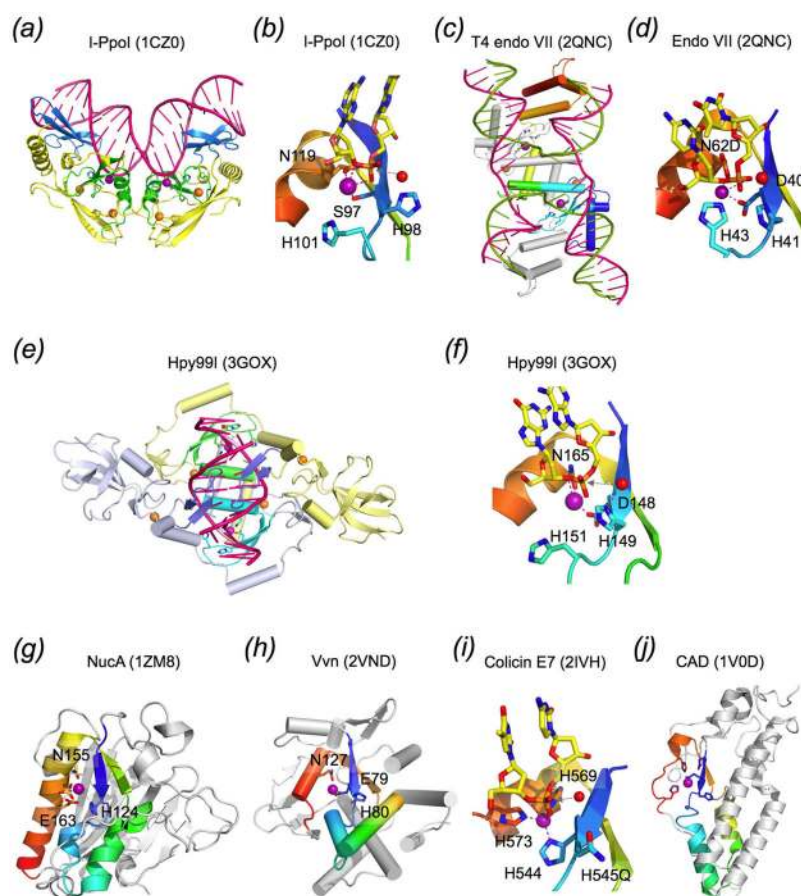 (a)
I-PpoI (1CZ0)
(b)
I-PpoI (1CZ0)
N119
S97
H101
H98
(c)
T4 endo VII (2QNC)
(d)
Endo VII (2QNC)
N62D
D40
H43
H41
(e)
Hpy99I (3GOX)
(f)
Hpy99I (3GOX)
N165
D148
H151
H149
(g)
NucA (1ZM8)
N155
E163
H124
(h)
Vvn (2VND)
N127
E79
H80
(i)
Colicin E7 (2IVH)
H569
H573
H544
H545Q
(j)
CAD (1V0D)